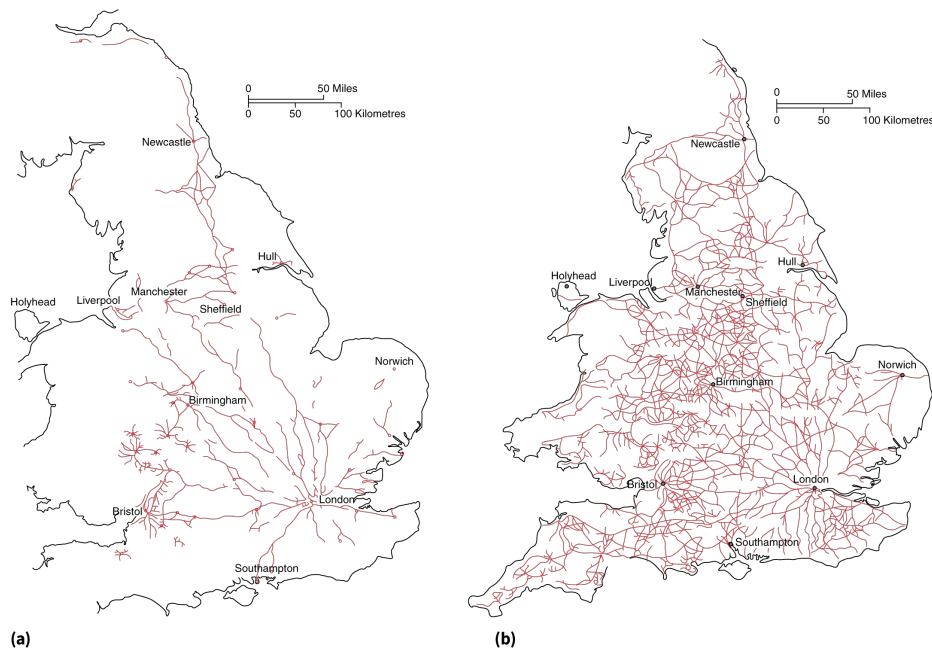 0 50 Miles
0 50 100 Kilometres
Newcastle
Hull
Holyhead
Liverpool
Manchester
Sheffield
Norwich
Birmingham
London
Bristol
Southampton
(a)
0 50 Miles
0 50 100 Kilometres
Newcastle
Hull
Holyhead
Liverpool
Manchester
Sheffield
Norwich
Birmingham
London
Bristol
Southampton
(b)